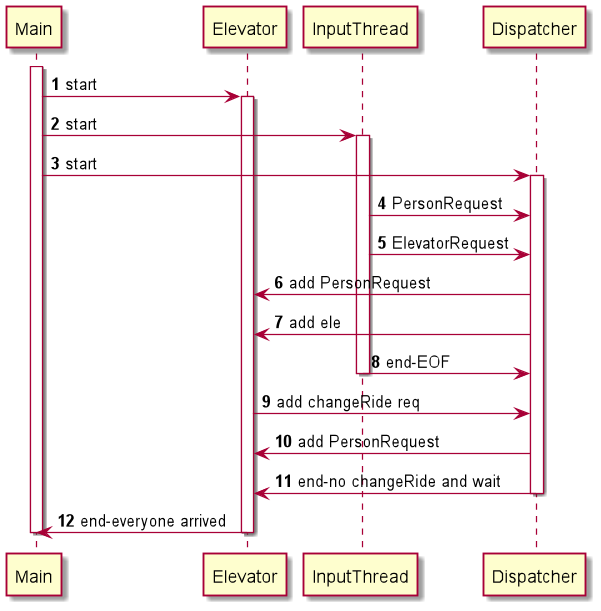 Main Elevator InputThread Dispatcher
1 start
2 start
3 start
4 PersonRequest
5 ElevatorRequest
6 add PersonRequest
7 add ele
8 end-EOF
9 add changeRide req
10 add PersonRequest
11 end-no changeRide and wait
12 end-everyone arrived
Main Elevator InputThread Dispatcher